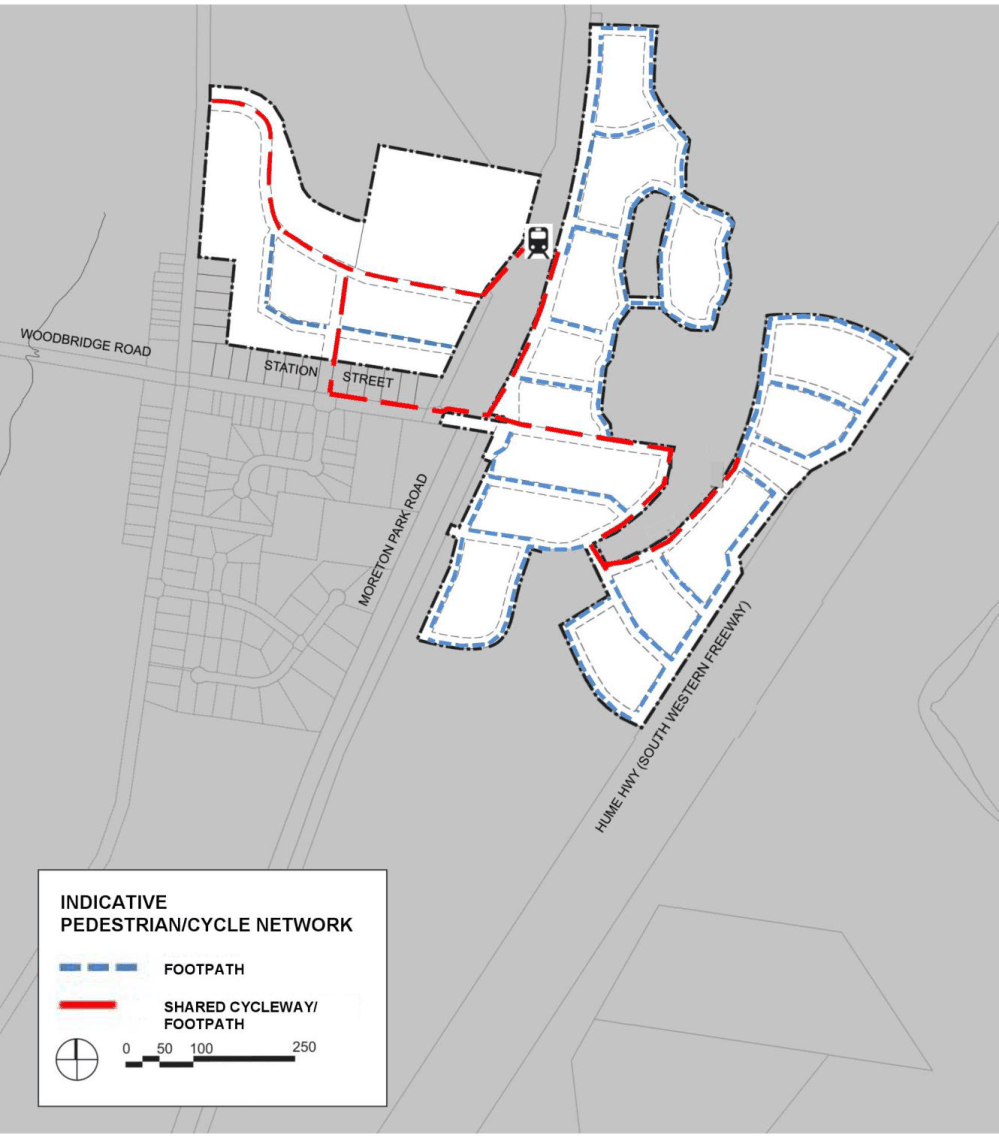 WOODBRIDGE ROAD
STATION STREET
MORETON PARK ROAD
HUME HWY (SOUTH WESTERN FREEWAY)
INDICATIVE
PEDESTRIAN/CYCLE NETWORK
FOOTPATH
SHARED CYCLEWAY/
FOOTPATH
0 50 100 250